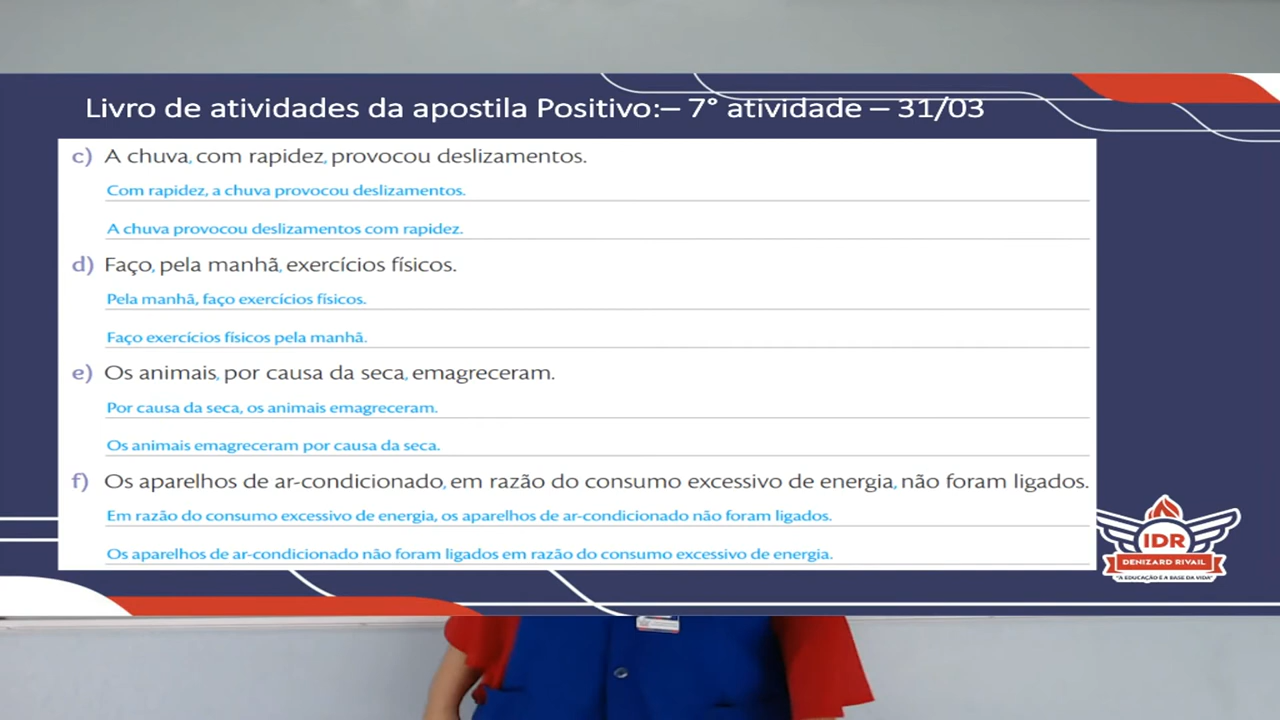 Livro de atividades da apostila Positivo:– 7° atividade – 31/03
c) A chuva, com rapidez, provocou deslizamentos.
Com rapidez, a chuva provocou deslizamentos.
A chuva provocou deslizamentos com rapidez.
d) Faço, pela manhã, exercícios físicos.
Pela manhã, faço exercícios físicos.
Faço exercícios físicos pela manhã.
e) Os animais, por causa da seca, emagreceram.
Por causa da seca, os animais emagreceram.
Os animais emagreceram por causa da seca.
f) Os aparelhos de ar-condicionado, em razão do consumo excessivo de energia, não foram ligados.
Em razão do consumo excessivo de energia, os aparelhos de ar-condicionado não foram ligados.
Os aparelhos de ar-condicionado não foram ligados em razão do consumo excessivo de energia.
IDR
DENIZARD RIVAIL
"A EDUCAÇÃO É A BASE DA VIDA"